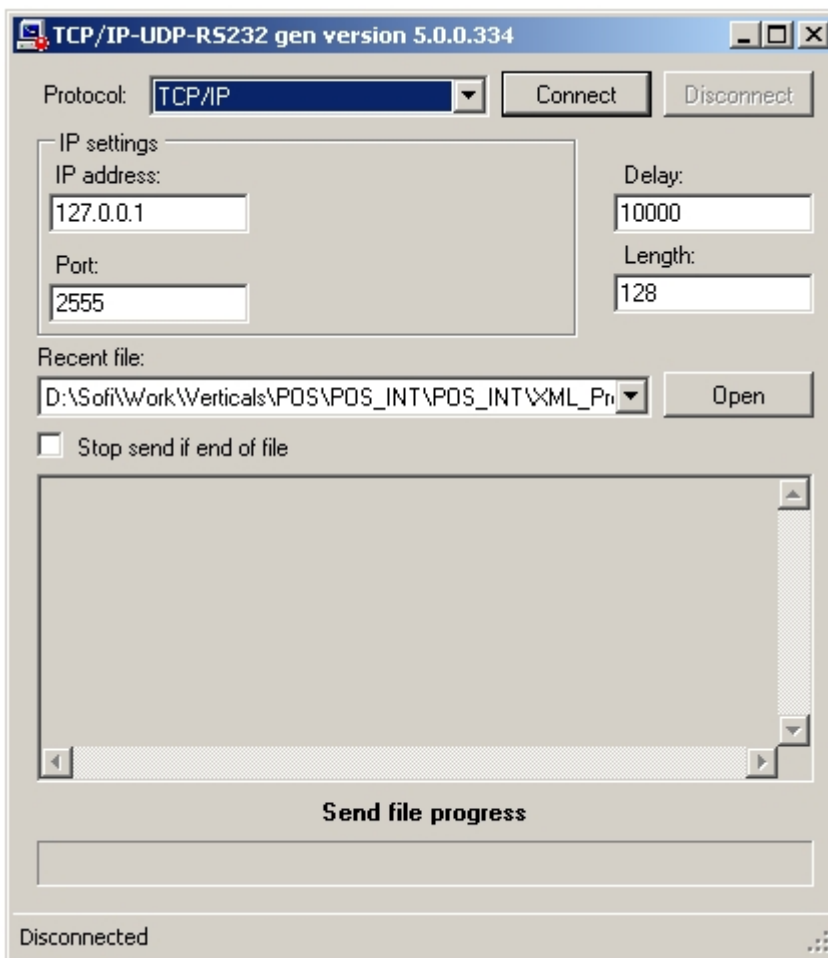 TCP/IP-UDP-RS232 gen version 5.0.0.334
Protocol: TCP/IP Connect Disconnect
IP settings
IP address: Delay:
127.0.0.1 10000
Port: Length:
2555 128
Recent file:
D:\Sofi\Work\Verticals\POS\POS_INT\POS_INT\XML_Pr Open
Stop send if end of file
Send file progress
Disconnected